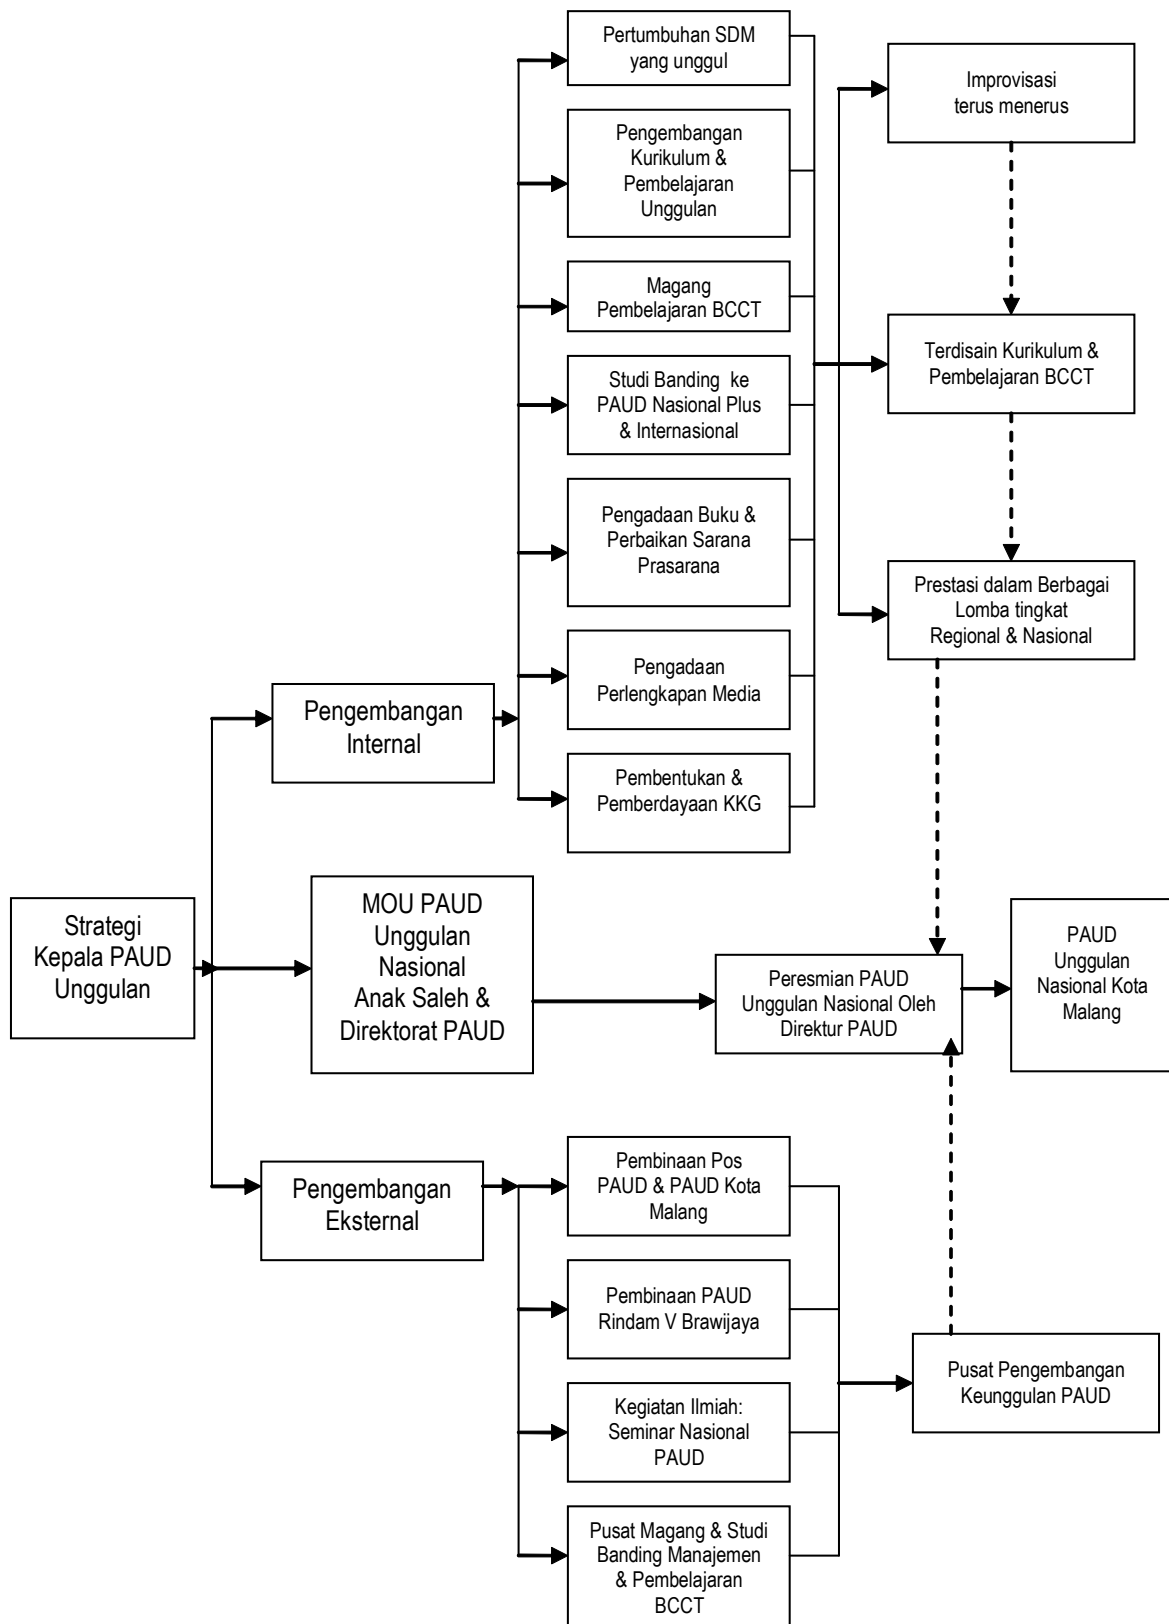 Pertumbuhan SDM
yang unggul
Pengembangan
Kurikulum &
Pembelajaran
Unggulan
Magang
Pembelajaran BCCT
Studi Banding ke
PAUD Nasional Plus
& Internasional
Pengadaan Buku &
Perbaikan Sarana
Prasarana
Pengadaan
Perlengkapan Media
Pembentukan &
Pemberdayaan KKG
Improvisasi
terus menerus
Terdisain Kurikulum &
Pembelajaran BCCT
Prestasi dalam Berbagai
Lomba tingkat
Regional & Nasional
Pengembangan
Internal
Strategi
Kepala PAUD
Unggulan
MOU PAUD
Unggulan
Nasional
Anak Saleh &
Direktorat PAUD
Peresmian PAUD
Unggulan Nasional Oleh
Direktur PAUD
PAUD
Unggulan
Nasional Kota
Malang
Pengembangan
Eksternal
Pembinaan Pos
PAUD & PAUD Kota
Malang
Pembinaan PAUD
Rindam V Brawijaya
Kegiatan Ilmiah:
Seminar Nasional
PAUD
Pusat Magang & Studi
Banding Manajemen
& Pembelajaran
BCCT
Pusat Pengembangan
Keunggulan PAUD